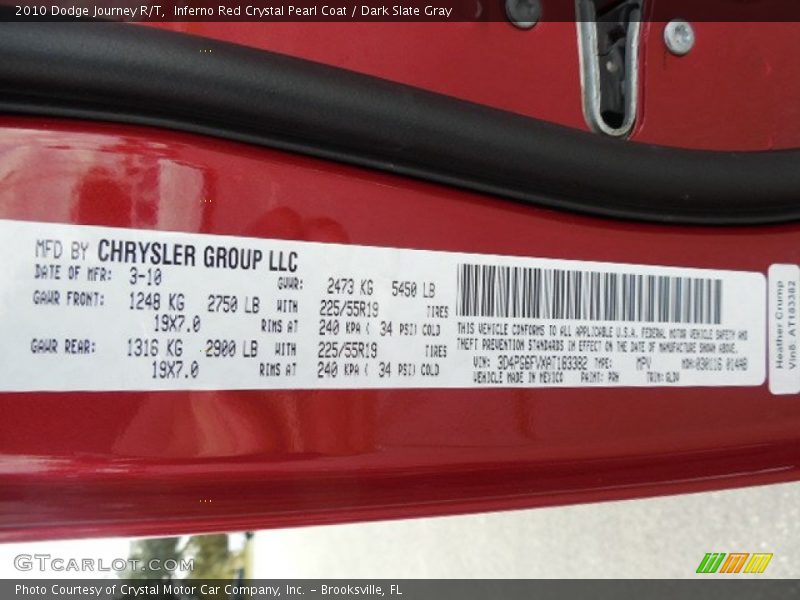 2010 Dodge Journey R/T,  Inferno Red Crystal Pearl Coat / Dark Slate Gray
MFD BY CHRYSLER GROUP LLC
DATE OF MFR: 3-10 GVWR: 2473 KG 5450 LB
GAWR FRONT: 1248 KG 2750 LB WITH 225/55R19 TIRES
19X7.0 RIMS AT 240 KPA ( 34 PSI) COLD
GAWR REAR: 1316 KG 2900 LB WITH 225/55R19 TIRES
19X7.0 RIMS AT 240 KPA ( 34 PSI) COLD
THIS VEHICLE CONFORMS TO ALL APPLICABLE U.S.A. FEDERAL MOTOR VEHICLE SAFETY AND
THEFT PREVENTION STANDARDS IN EFFECT ON THE DATE OF MANUFACTURE SHOWN ABOVE.
VIN: 3D4PG6FVXAT183382 TYPE: MPV MDH:030116 014AB
VEHICLE MADE IN MEXICO PAINT: PRH TRIM:
Heather Crump
Vin8: AT183382
GTCARLOT.COM
Photo Courtesy of Crystal Motor Car Company, Inc. – Brooksville, FL